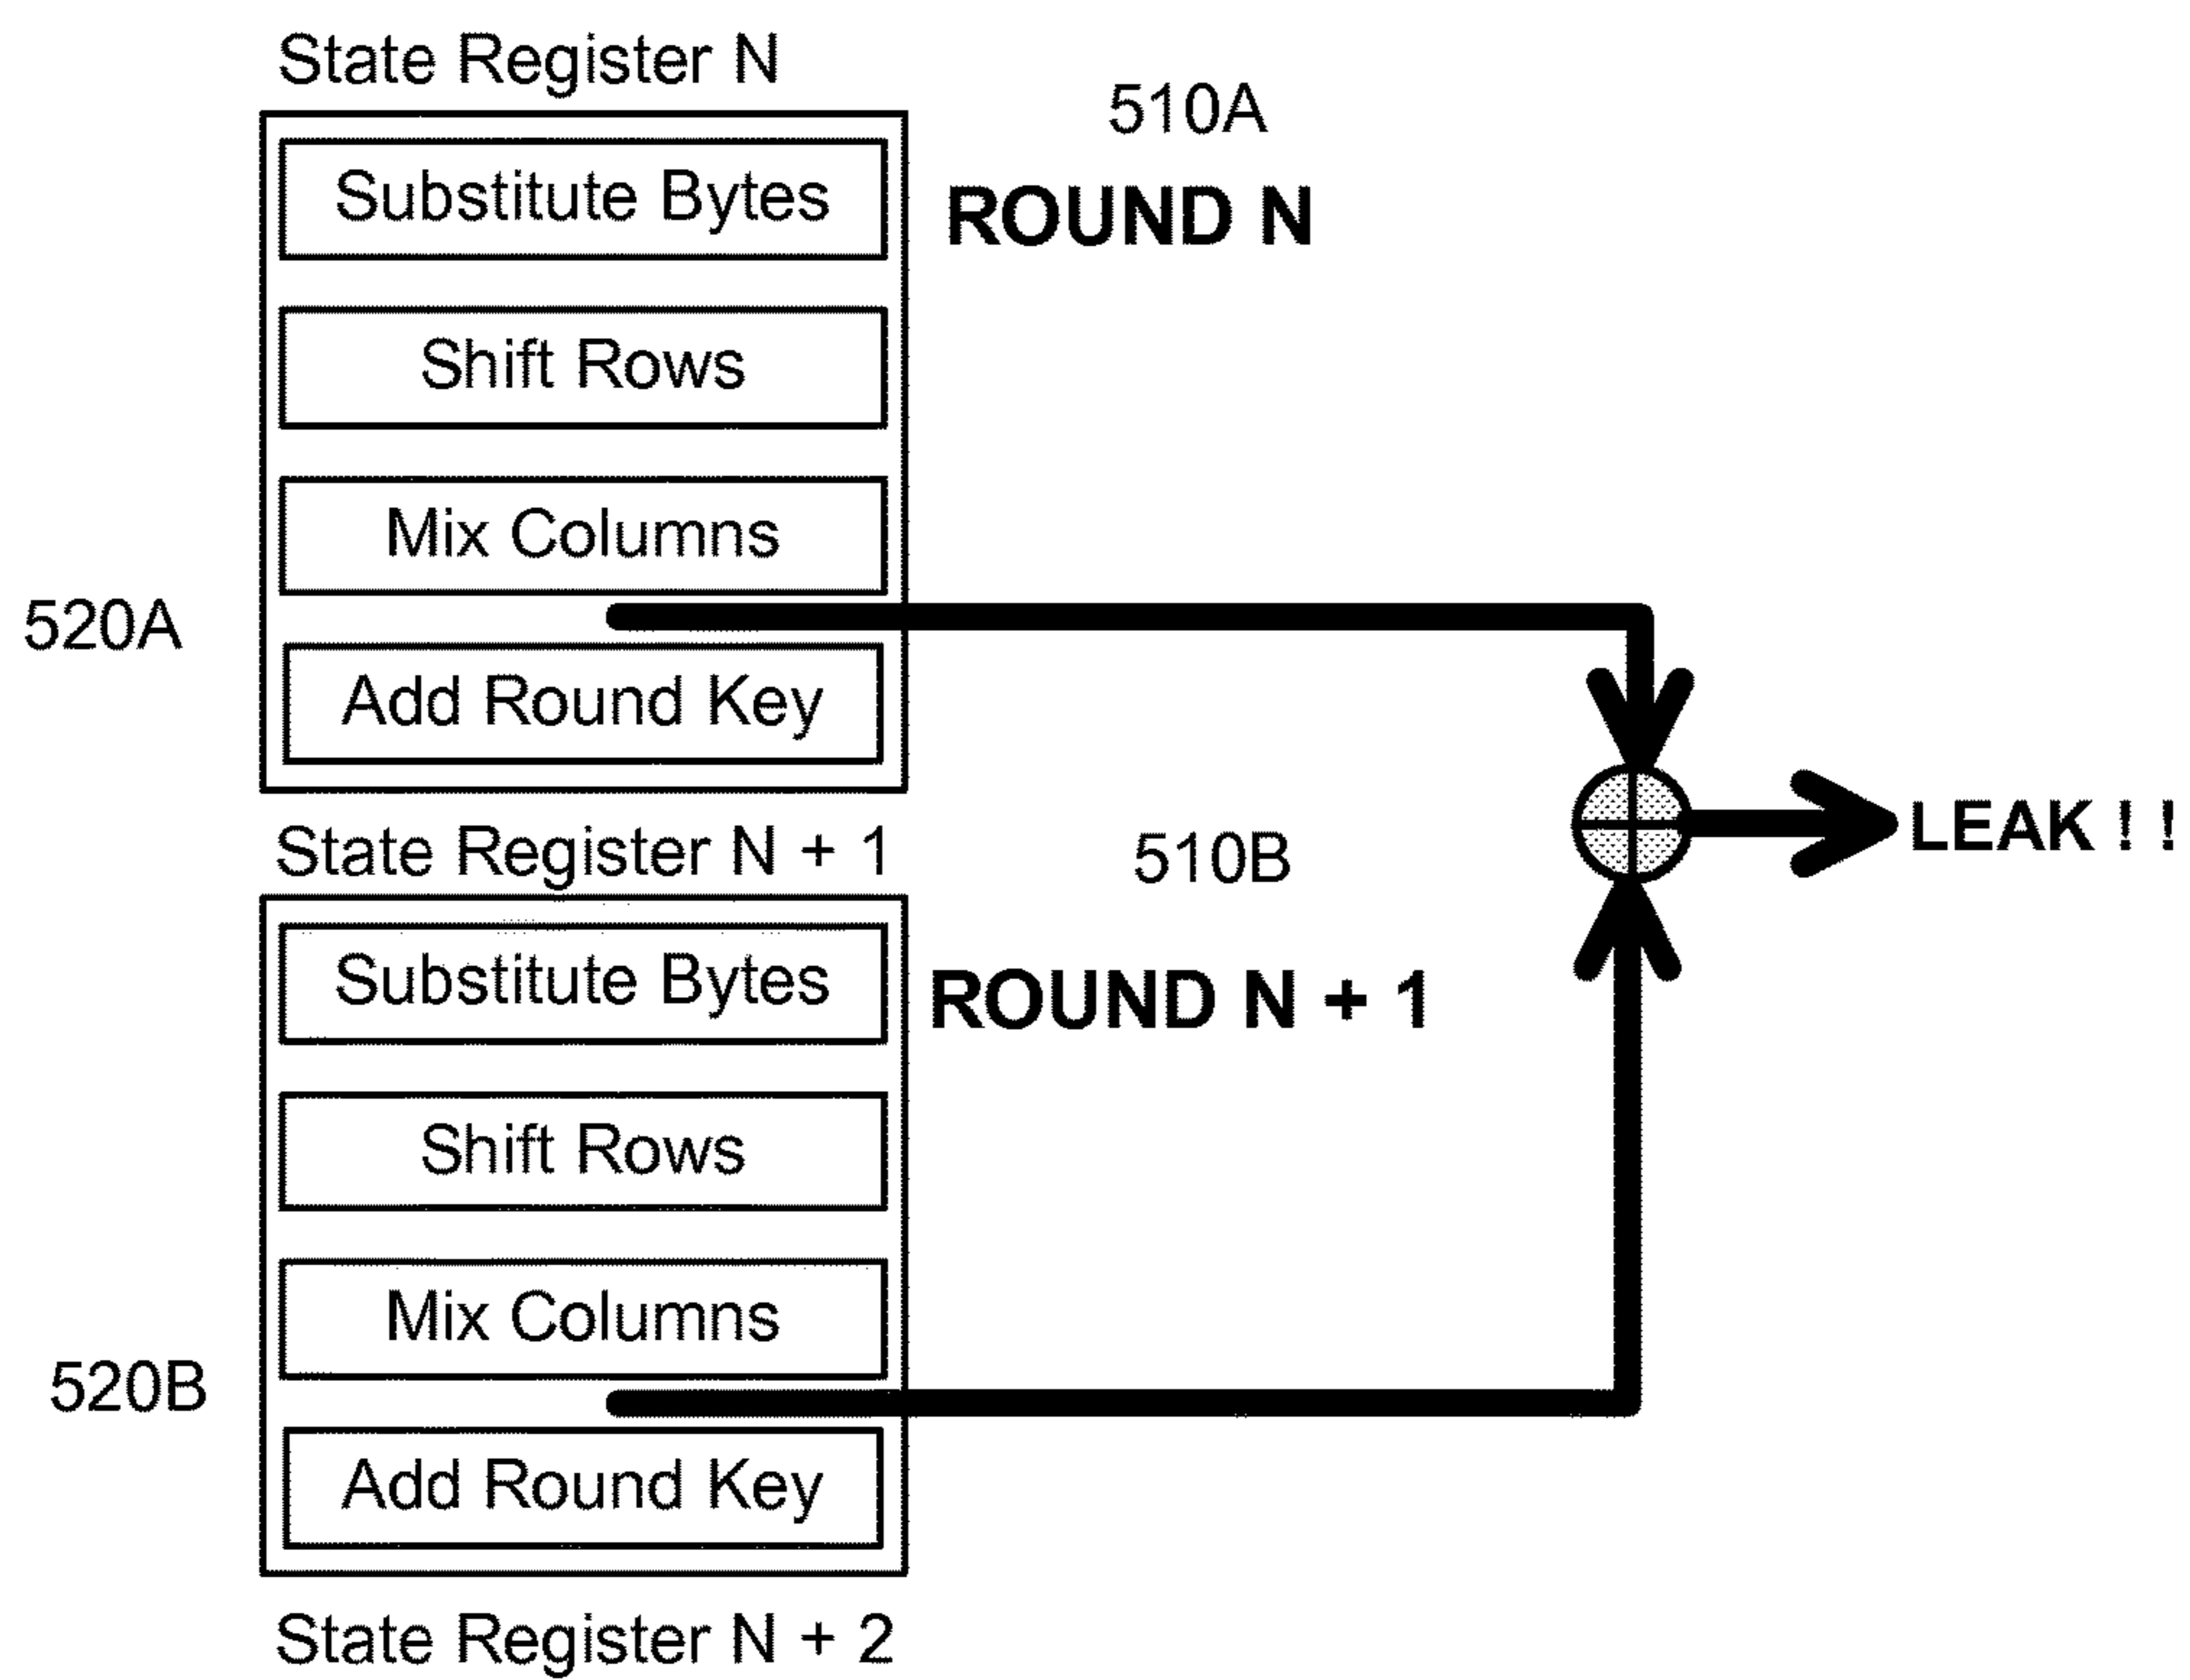 State Register N
510A
Substitute Bytes
ROUND N
Shift Rows
Mix Columns
520A
Add Round Key
State Register N + 1
510B
LEAK ! !
Substitute Bytes
ROUND N + 1
Shift Rows
Mix Columns
520B
Add Round Key
State Register N + 2